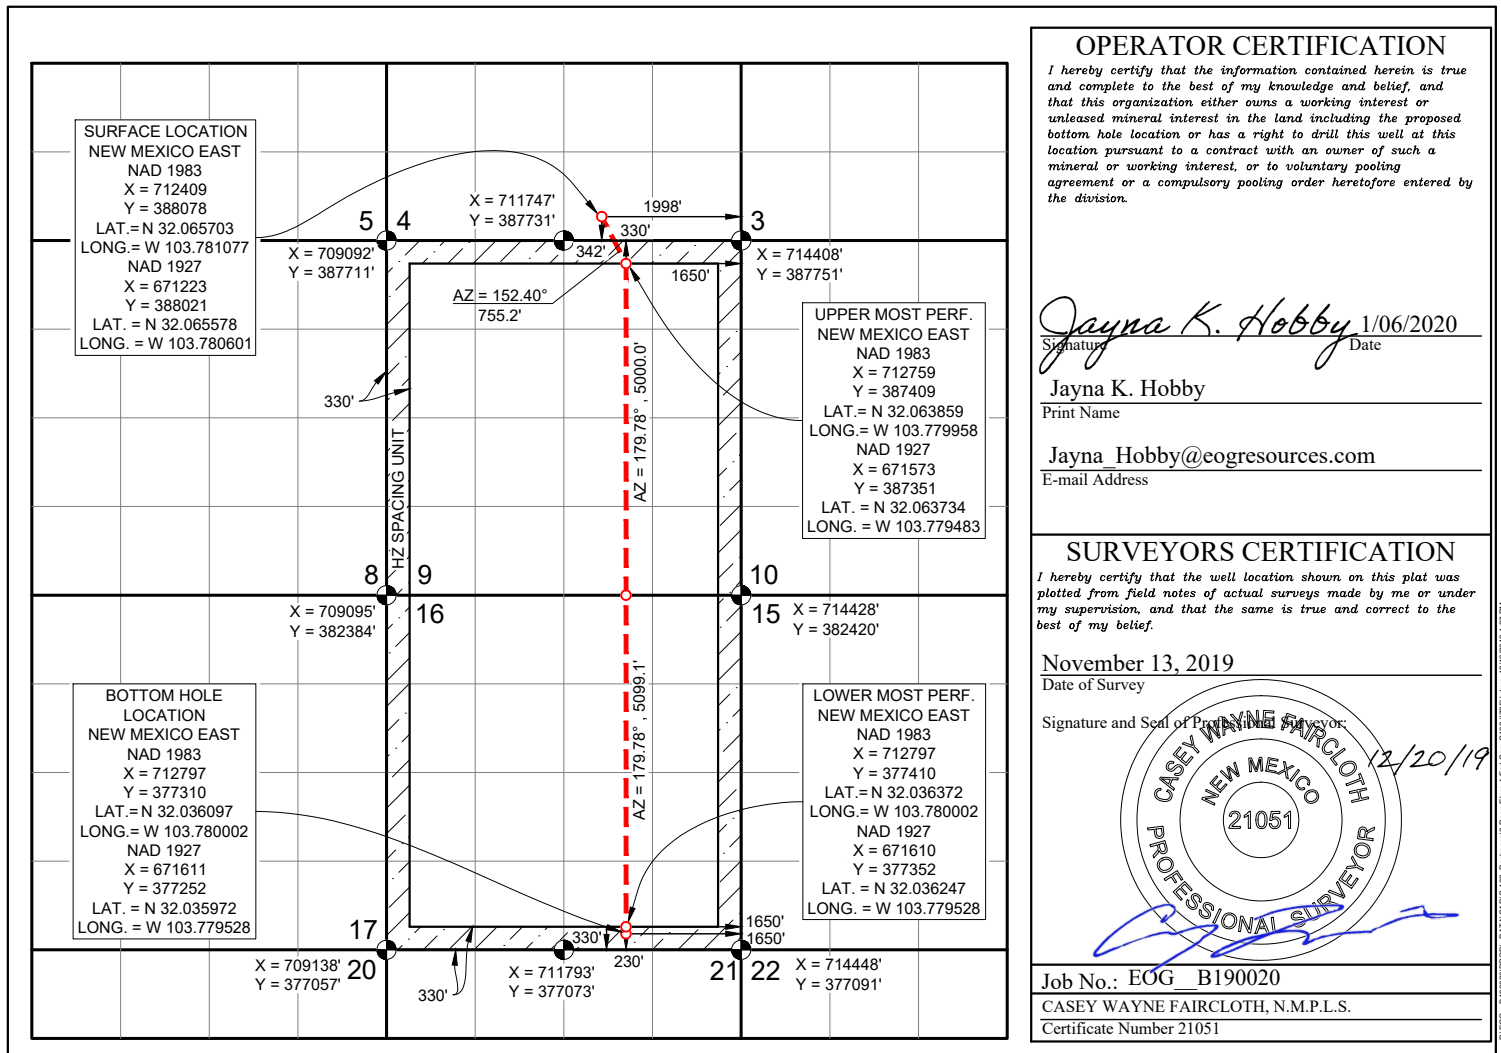 SURFACE LOCATION
NEW MEXICO EAST
NAD 1983
X = 712409
Y = 388078
LAT.= N 32.065703
LONG.= W 103.781077
NAD 1927
X = 671223
Y = 388021
LAT. = N 32.065578
LONG. = W 103.780601
X = 711747'
Y = 387731'
1998'
5 4
3
330'
342'
X = 709092'
Y = 387711'
X = 714408'
Y = 387751'
1650'
AZ = 152.40°
755.2'
UPPER MOST PERF.
NEW MEXICO EAST
NAD 1983
X = 712759
Y = 387409
LAT.= N 32.063859
LONG.= W 103.779958
NAD 1927
X = 671573
Y = 387351
LAT. = N 32.063734
LONG. = W 103.779483
330'
AZ = 179.78° , 5000.0'
HZ SPACING UNIT
8 9
10
16
15
X = 709095'
Y = 382384'
X = 714428'
Y = 382420'
AZ = 179.78° , 5099.1'
BOTTOM HOLE
LOCATION
NEW MEXICO EAST
NAD 1983
X = 712797
Y = 377310
LAT.= N 32.036097
LONG.= W 103.780002
NAD 1927
X = 671611
Y = 377252
LAT. = N 32.035972
LONG. = W 103.779528
LOWER MOST PERF.
NEW MEXICO EAST
NAD 1983
X = 712797
Y = 377410
LAT.= N 32.036372
LONG.= W 103.780002
NAD 1927
X = 671610
Y = 377352
LAT. = N 32.036247
LONG. = W 103.779528
1650'
1650'
330'
17
20
230'
21 22
X = 709138'
Y = 377057'
330'
X = 711793'
Y = 377073'
X = 714448'
Y = 377091'
OPERATOR CERTIFICATION
I hereby certify that the information contained herein is true
and complete to the best of my knowledge and belief, and
that this organization either owns a working interest or
unleased mineral interest in the land including the proposed
bottom hole location or has a right to drill this well at this
location pursuant to a contract with an owner of such a
mineral or working interest, or to voluntary pooling
agreement or a compulsory pooling order heretofore entered by
the division.
Jayna K. Hobby 1/06/2020
Signature Date
Jayna K. Hobby
Print Name
Jayna_Hobby@eogresources.com
E-mail Address
SURVEYORS CERTIFICATION
I hereby certify that the well location shown on this plat was
plotted from field notes of actual surveys made by me or under
my supervision, and that the same is true and correct to the
best of my belief.
November 13, 2019
Date of Survey
Signature and Seal of Professional Surveyor:
12/20/19
CASEY WAYNE FAIRCLOTH
NEW MEXICO
21051
PROFESSIONAL SURVEYOR
Job No.: EOG__B190020
CASEY WAYNE FAIRCLOTH, N.M.P.L.S.
Certificate Number 21051